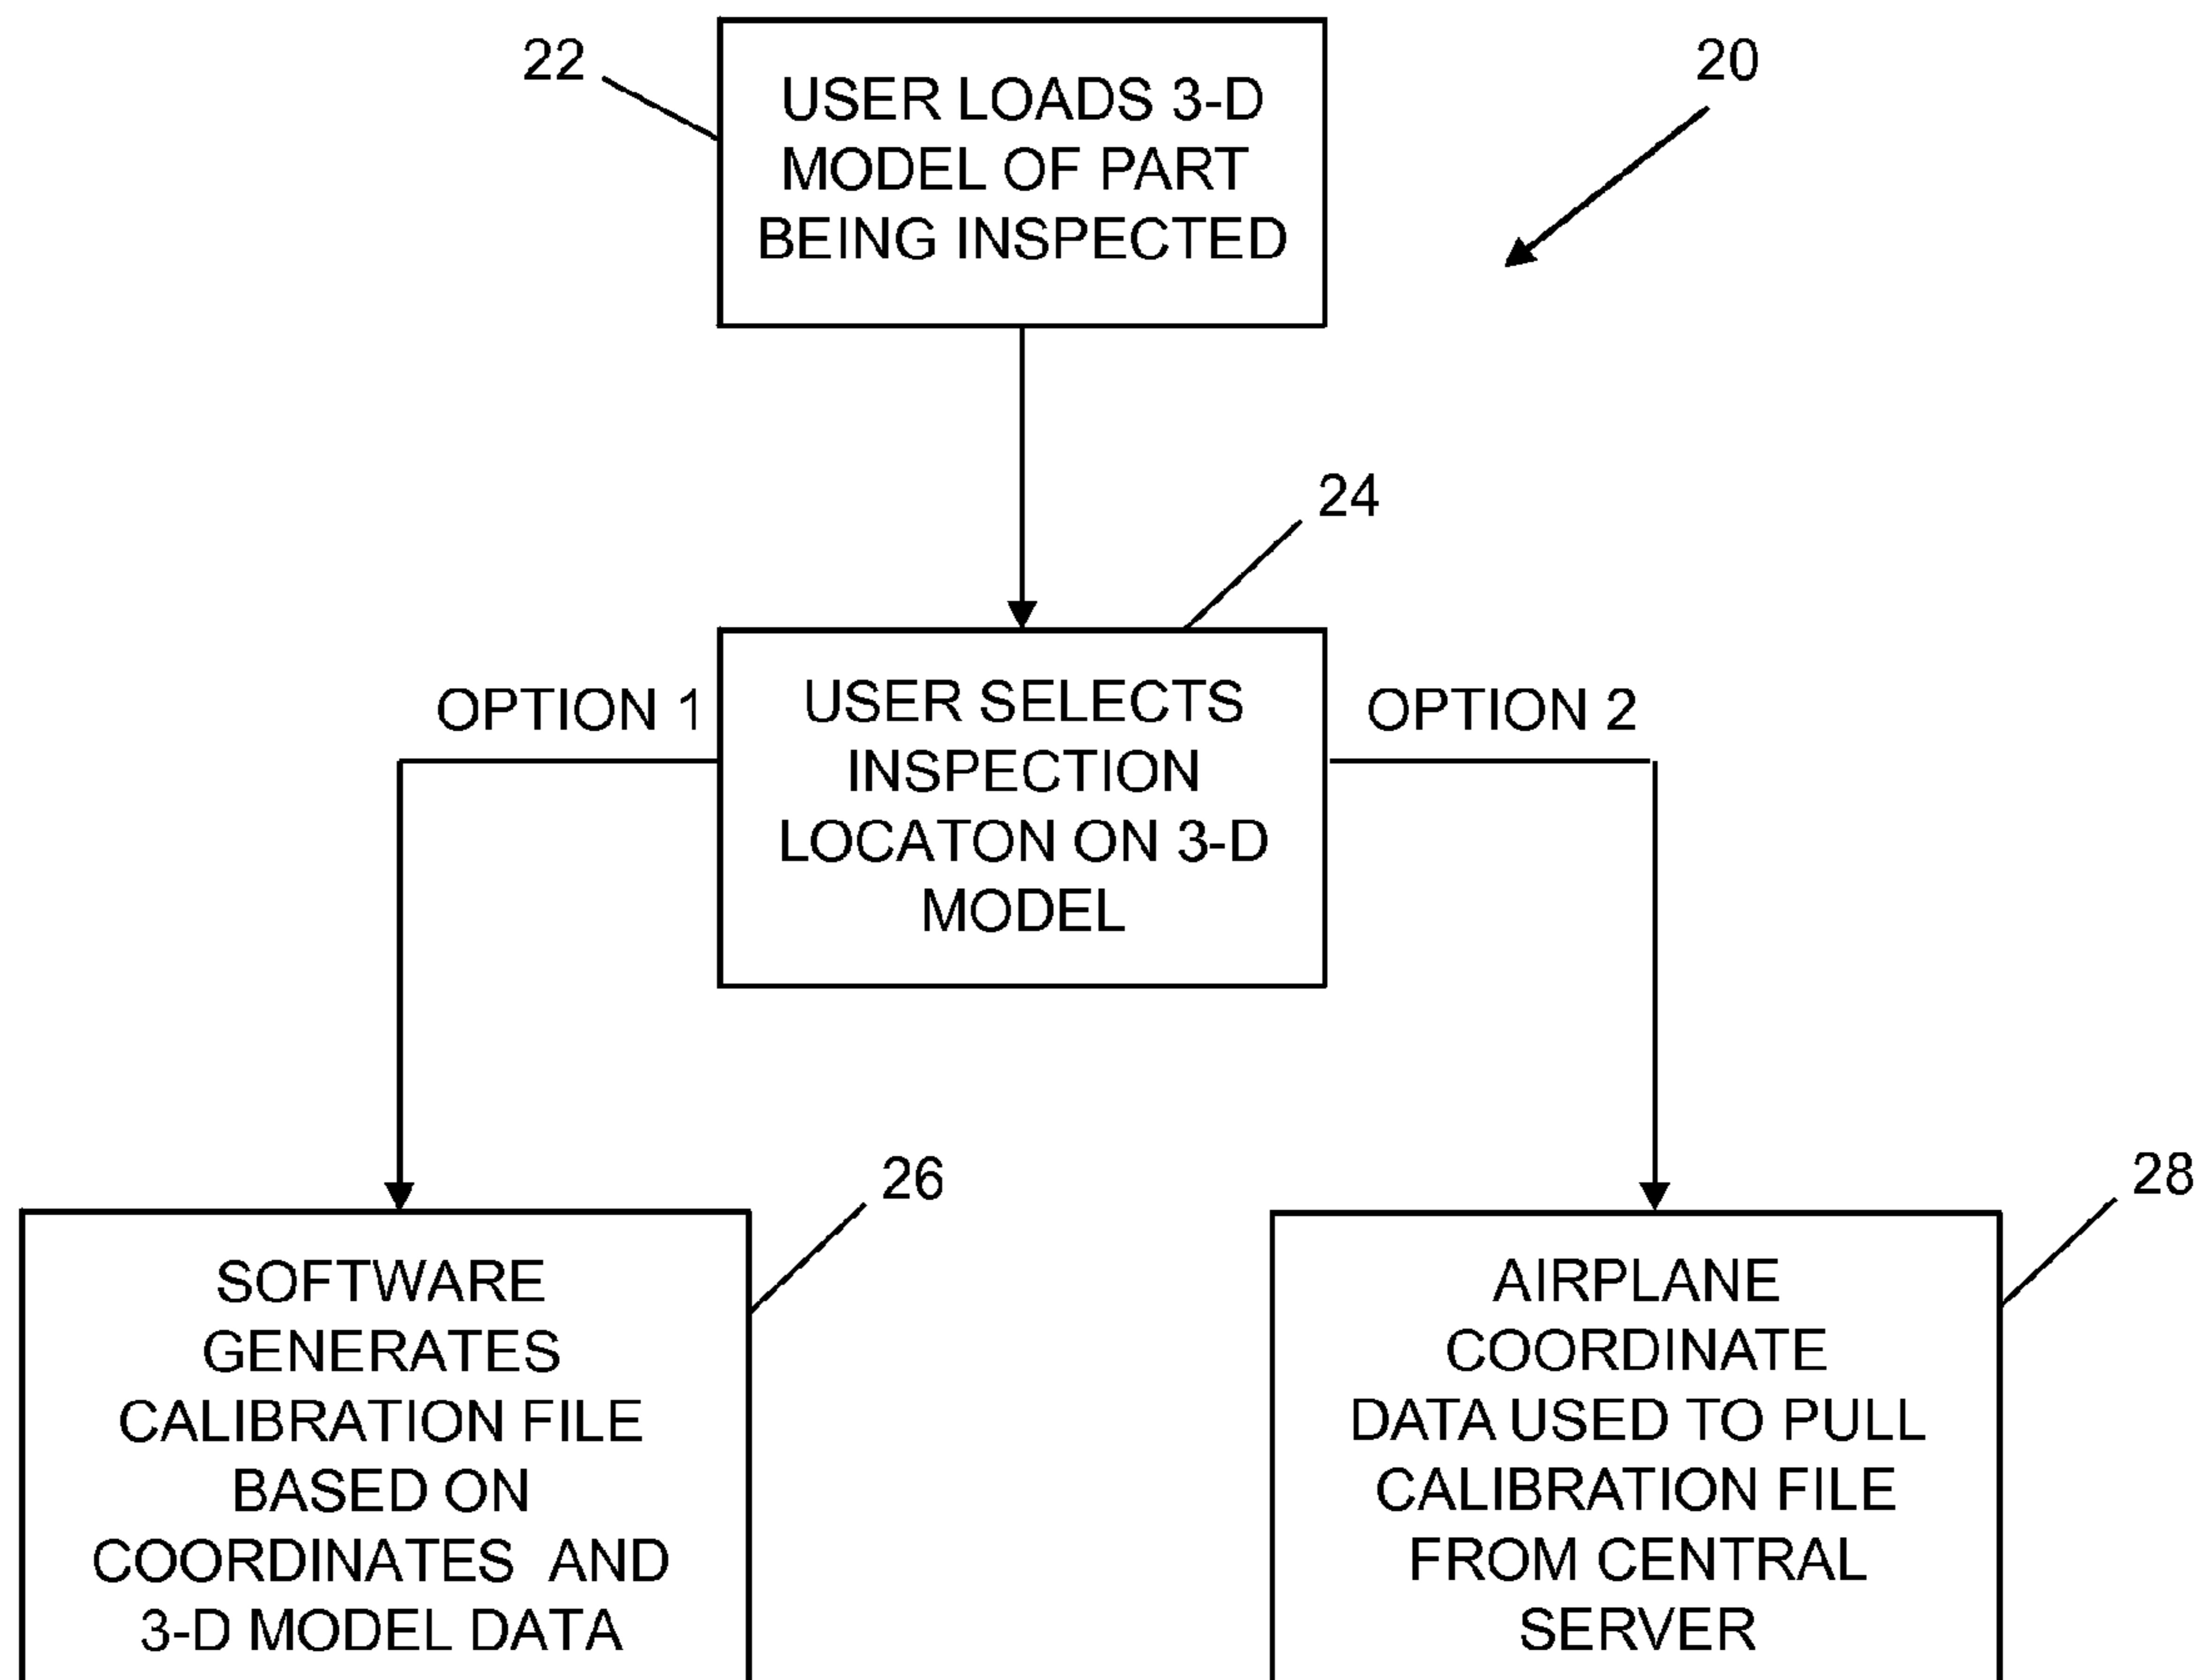 22
USER LOADS 3-D
MODEL OF PART
BEING INSPECTED
20
24
OPTION 1
USER SELECTS
INSPECTION
LOCATON ON 3-D
MODEL
OPTION 2
26
SOFTWARE
GENERATES
CALIBRATION FILE
BASED ON
COORDINATES AND
3-D MODEL DATA
28
AIRPLANE
COORDINATE
DATA USED TO PULL
CALIBRATION FILE
FROM CENTRAL
SERVER